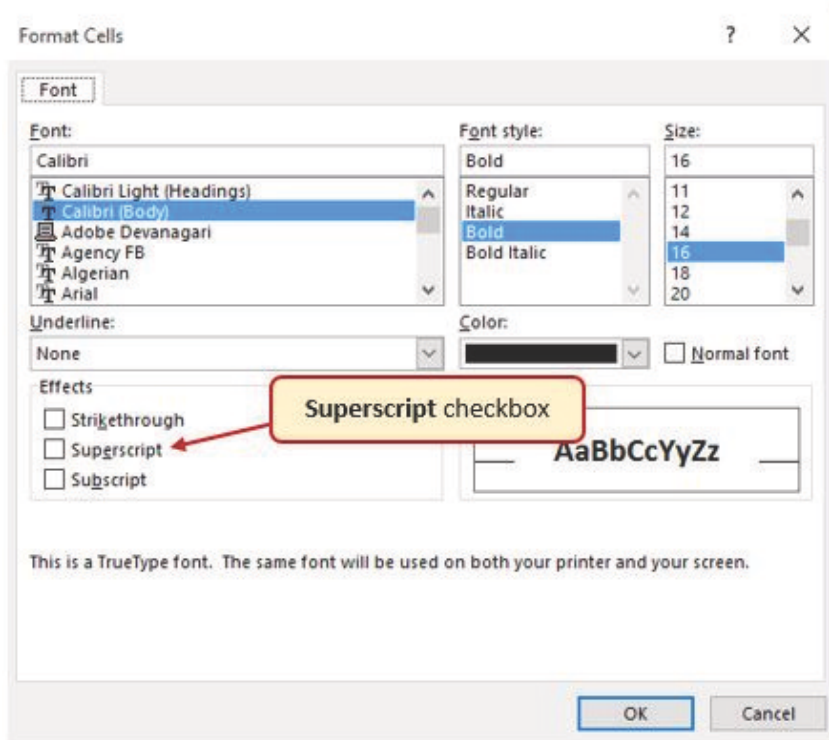 Format Cells
?
Font
Font:
Font style:
Size:
Calibri
Bold
16
Calibri Light (Headings)
Calibri (Body)
Adobe Devanagari
Agency FB
Algerian
Arial
Regular
Italic
Bold
Bold Italic
11
12
14
16
18
20
Underline:
Color:
None
Normal font
Effects
Strikethrough
Superscript
Subscript
Superscript checkbox
AaBbCcYyZz
This is a TrueType font.  The same font will be used on both your printer and your screen.
OK
Cancel